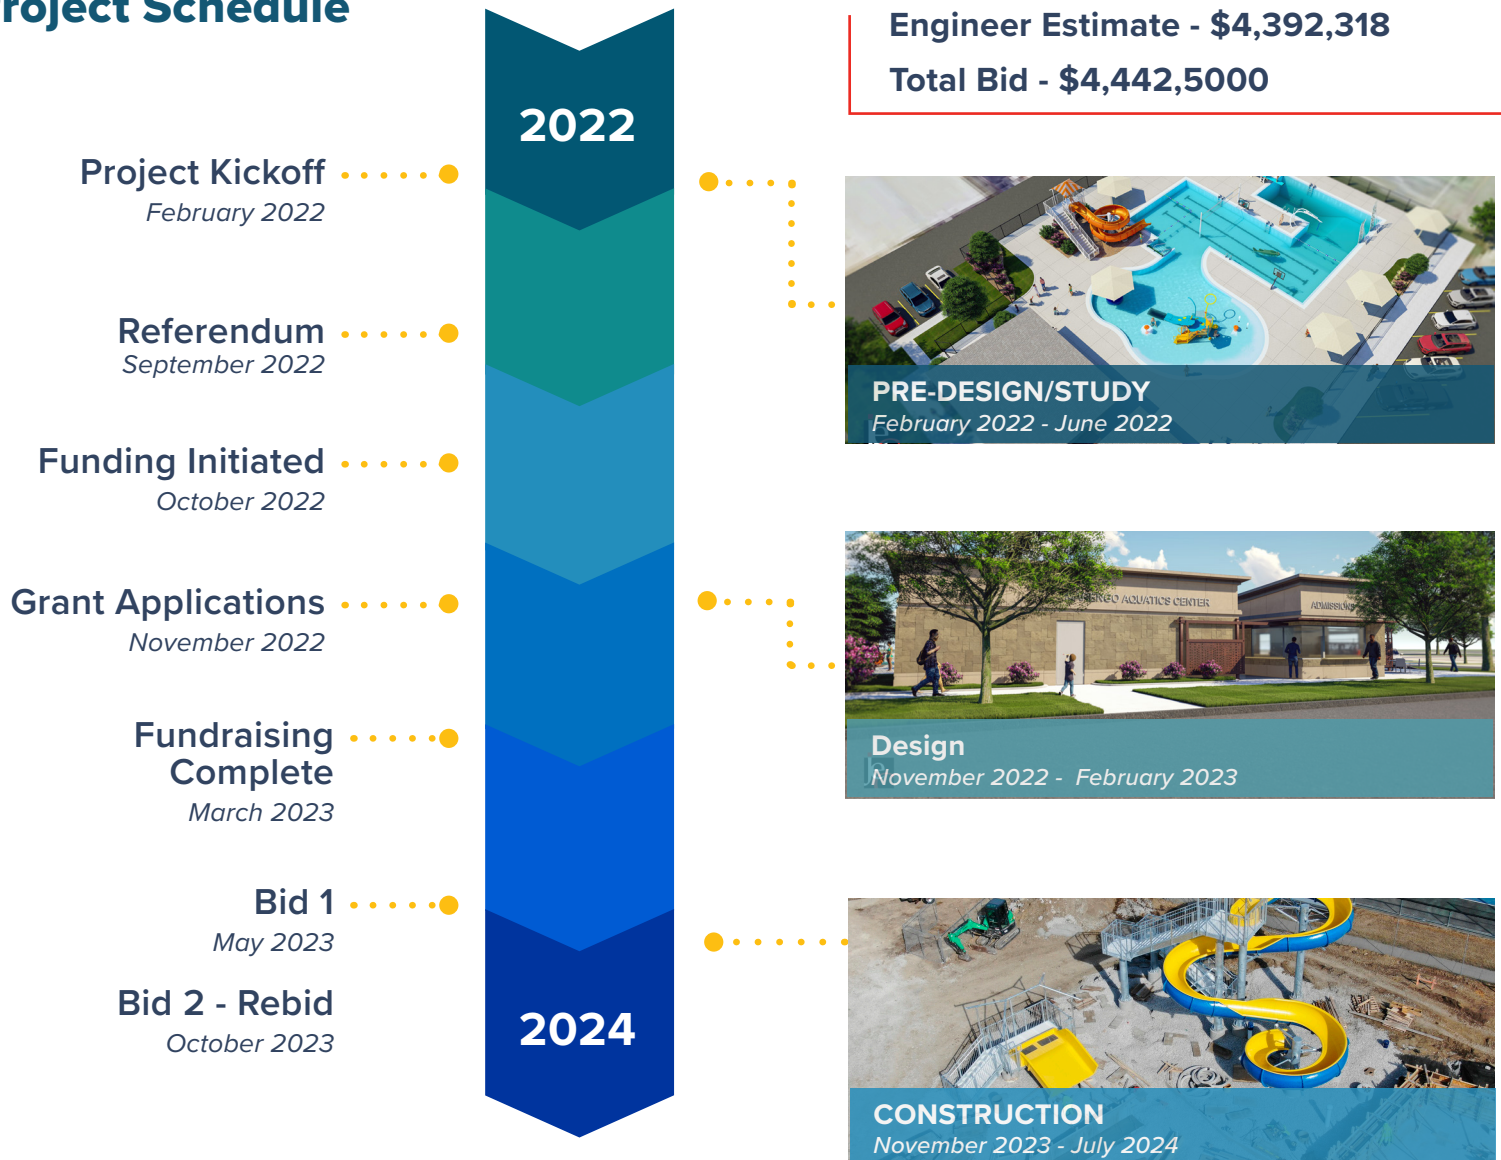 Project Schedule
Engineer Estimate - $4,392,318
Total Bid - $4,442,5000
2022
Project Kickoff
February 2022
Referendum
September 2022
Funding Initiated
October 2022
Grant Applications
November 2022
Fundraising
Complete
March 2023
Bid 1
May 2023
Bid 2 - Rebid
October 2023
2024
PRE-DESIGN/STUDY
February 2022 - June 2022
AQUATICS CENTER
ADMISSIONS
Design
November 2022 - February 2023
CONSTRUCTION
November 2023 - July 2024